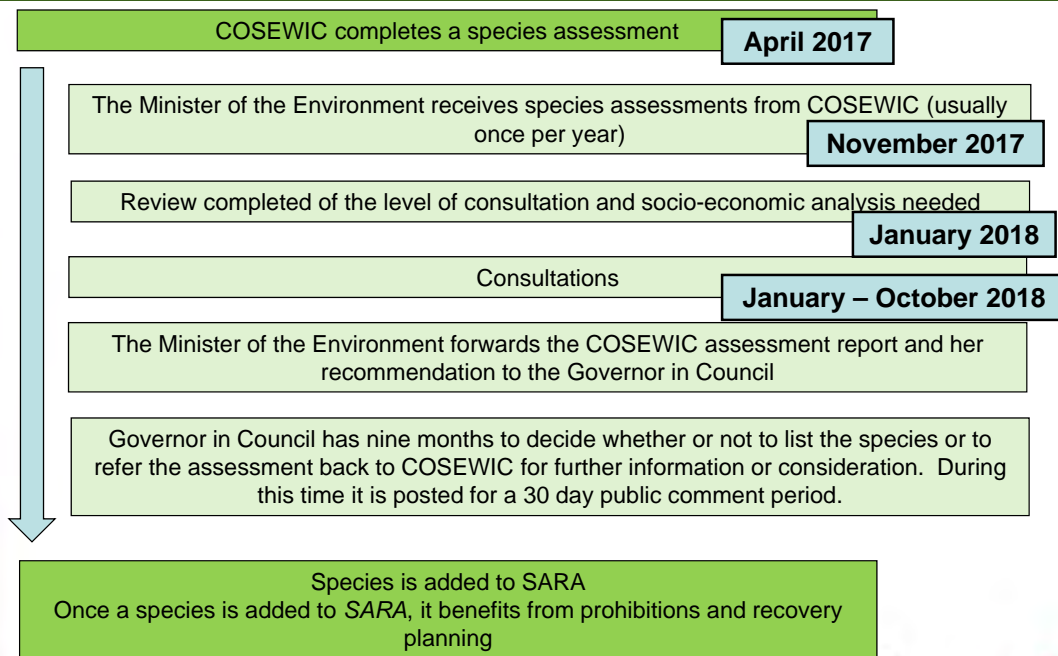 COSEWIC completes a species assessment
April 2017
The Minister of the Environment receives species assessments from COSEWIC (usually
once per year)
November 2017
Review completed of the level of consultation and socio-economic analysis needed
January 2018
Consultations
January – October 2018
The Minister of the Environment forwards the COSEWIC assessment report and her
recommendation to the Governor in Council
Governor in Council has nine months to decide whether or not to list the species or to
refer the assessment back to COSEWIC for further information or consideration.  During
this time it is posted for a 30 day public comment period.
Species is added to SARA
Once a species is added to SARA, it benefits from prohibitions and recovery
planning